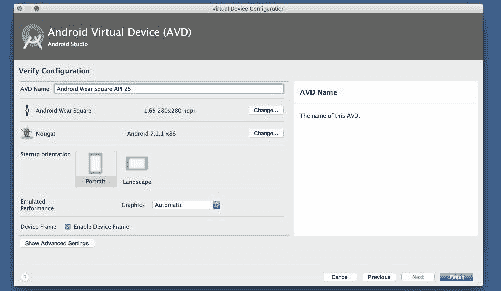 Virtual Device Configuration
Android Virtual Device (AVD)
Android Studio
Verify Configuration
AVD Name Android Wear Square API 25
AVD Name
Android Wear Square 1.65 280x280 hdpi Change...
The name of this AVD.
Nougat Android 7.1.1 x86 Change...
Startup orientation
Portrait Landscape
Emulated
Performance Graphics: Automatic
Device Frame Enable Device Frame
Show Advanced Settings
? Cancel Previous Next Finish